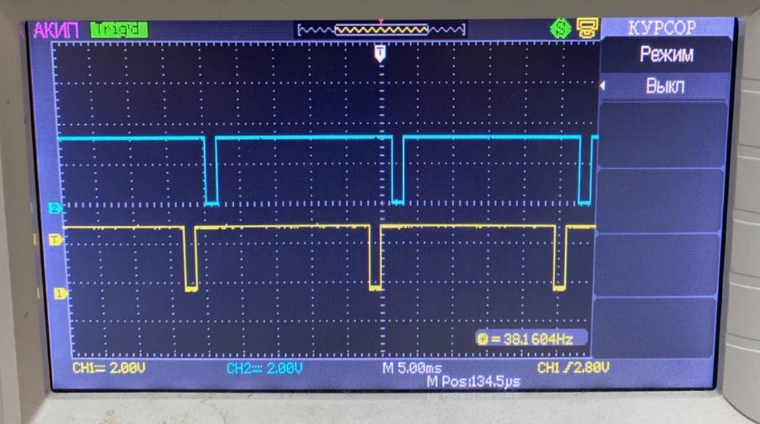 АКИП Trig'd КУРСОР
T
Режим
Выкл
2
T
1
= 38.1604Hz
CH1 2.00V CH2 2.00V M 5.00ms CH1 2.80V
M Pos:134.5µs